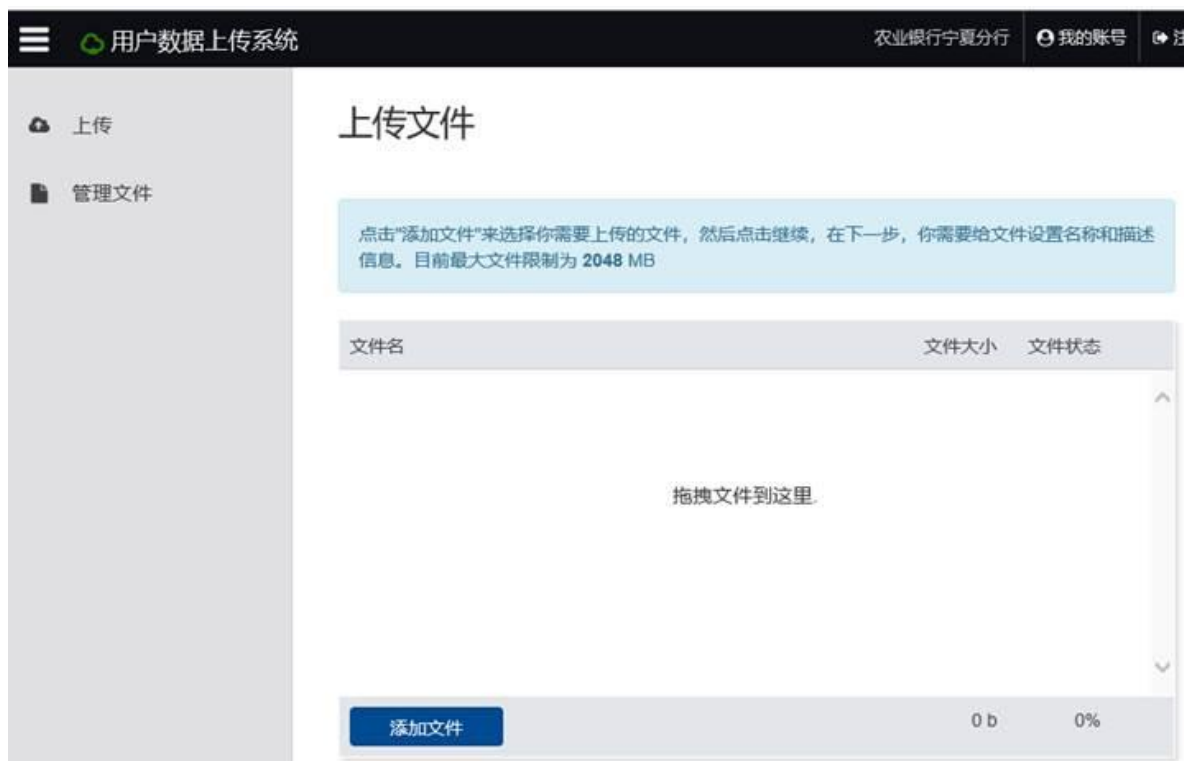 用户数据上传系统 农业银行宁夏分行 我的账号 注
上传
管理文件
上传文件
点击"添加文件"来选择你需要上传的文件，然后点击继续，在下一步，你需要给文件设置名称和描述
信息。目前最大文件限制为 2048 MB
文件名 文件大小 文件状态
拖拽文件到这里.
添加文件 0 b 0%